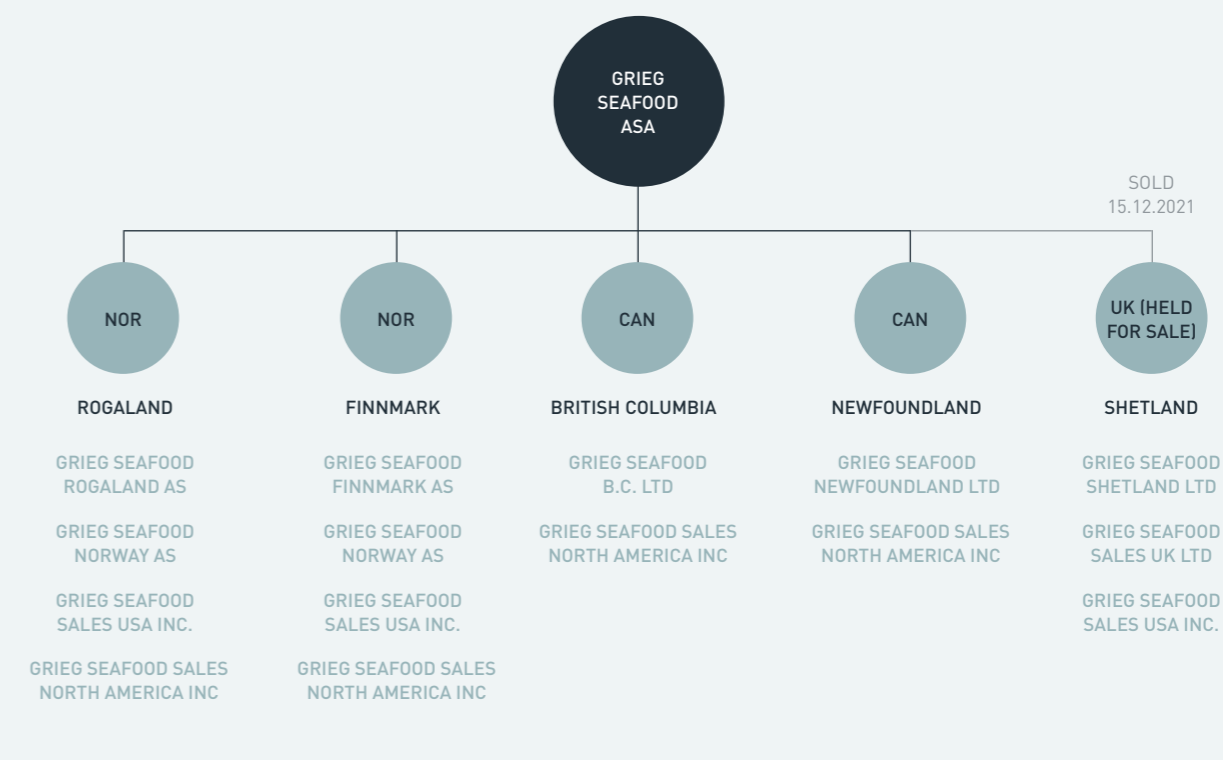 GRIEG
SEAFOOD
ASA
SOLD
15.12.2021
NOR
NOR
CAN
CAN
UK (HELD
FOR SALE)
ROGALAND
FINNMARK
BRITISH COLUMBIA
NEWFOUNDLAND
SHETLAND
GRIEG SEAFOOD
ROGALAND AS
GRIEG SEAFOOD
NORWAY AS
GRIEG SEAFOOD
SALES USA INC.
GRIEG SEAFOOD SALES
NORTH AMERICA INC
GRIEG SEAFOOD
FINNMARK AS
GRIEG SEAFOOD
NORWAY AS
GRIEG SEAFOOD
SALES USA INC.
GRIEG SEAFOOD SALES
NORTH AMERICA INC
GRIEG SEAFOOD
B.C. LTD
GRIEG SEAFOOD SALES
NORTH AMERICA INC
GRIEG SEAFOOD
NEWFOUNDLAND LTD
GRIEG SEAFOOD SALES
NORTH AMERICA INC
GRIEG SEAFOOD
SHETLAND LTD
GRIEG SEAFOOD
SALES UK LTD
GRIEG SEAFOOD
SALES USA INC.